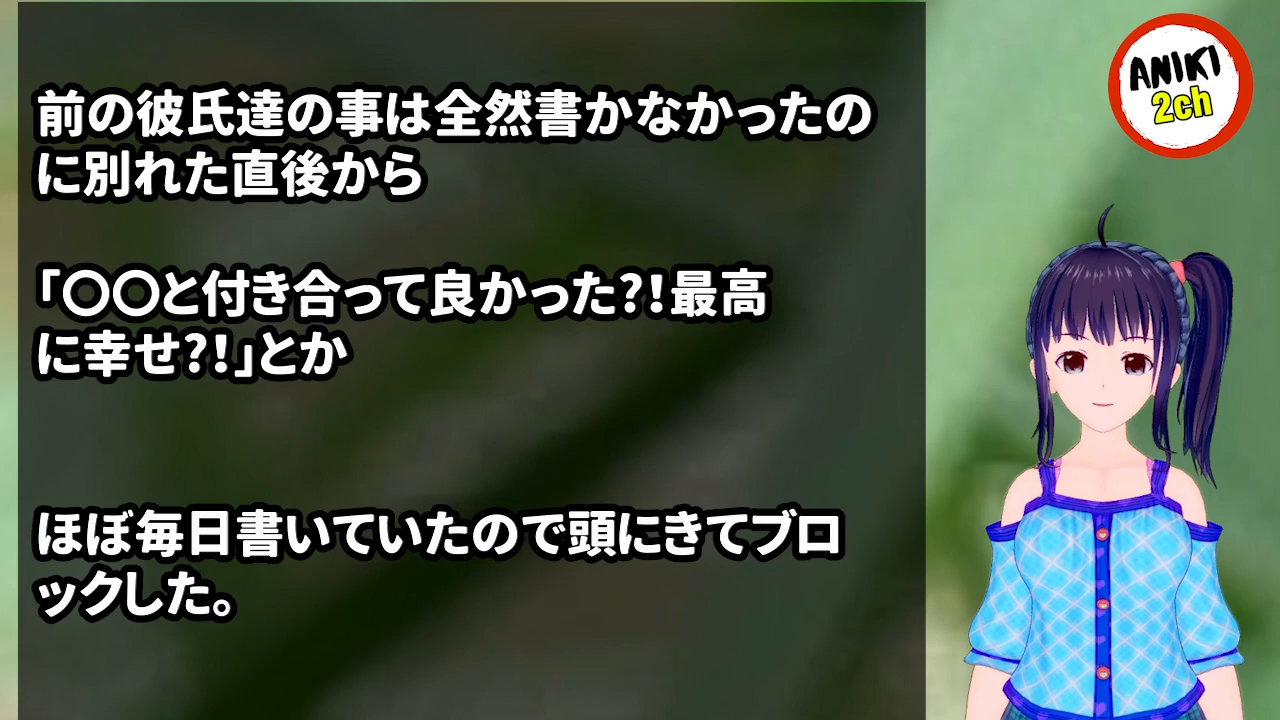 前の彼氏達の事は全然書かなかったの
に別れた直後から
「〇〇と付き合って良かった?!最高
に幸せ?!」とか
ほぼ毎日書いていたので頭にきてブロ
ックした。
ANIKI
2ch